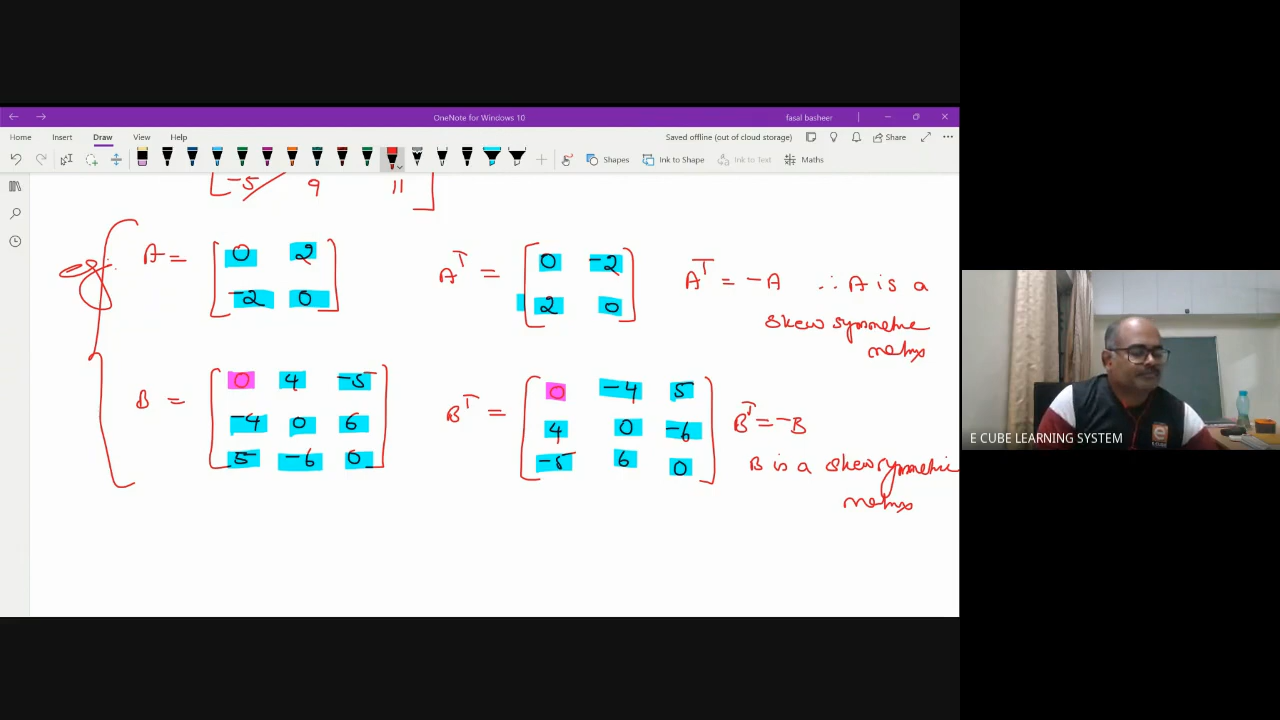 OneNote for Windows 10
fasal basheer
Home Insert Draw View Help
Saved offline (out of cloud storage)
Share
Shapes
Ink to Shape
Ink to Text
Maths
-5 9 11
eg:
A = [ 0 2
-2 0 ]
A^T = [ 0 -2
2 0 ]
A^T = -A ∴ A is a
skew symmetric
matrix
B = [ 0 4 -5
-4 0 6
5 -6 0 ]
B^T = [ 0 -4 5
4 0 -6
-5 6 0 ]
B^T = -B
B is a skew symmetric
matrix
E CUBE LEARNING SYSTEM